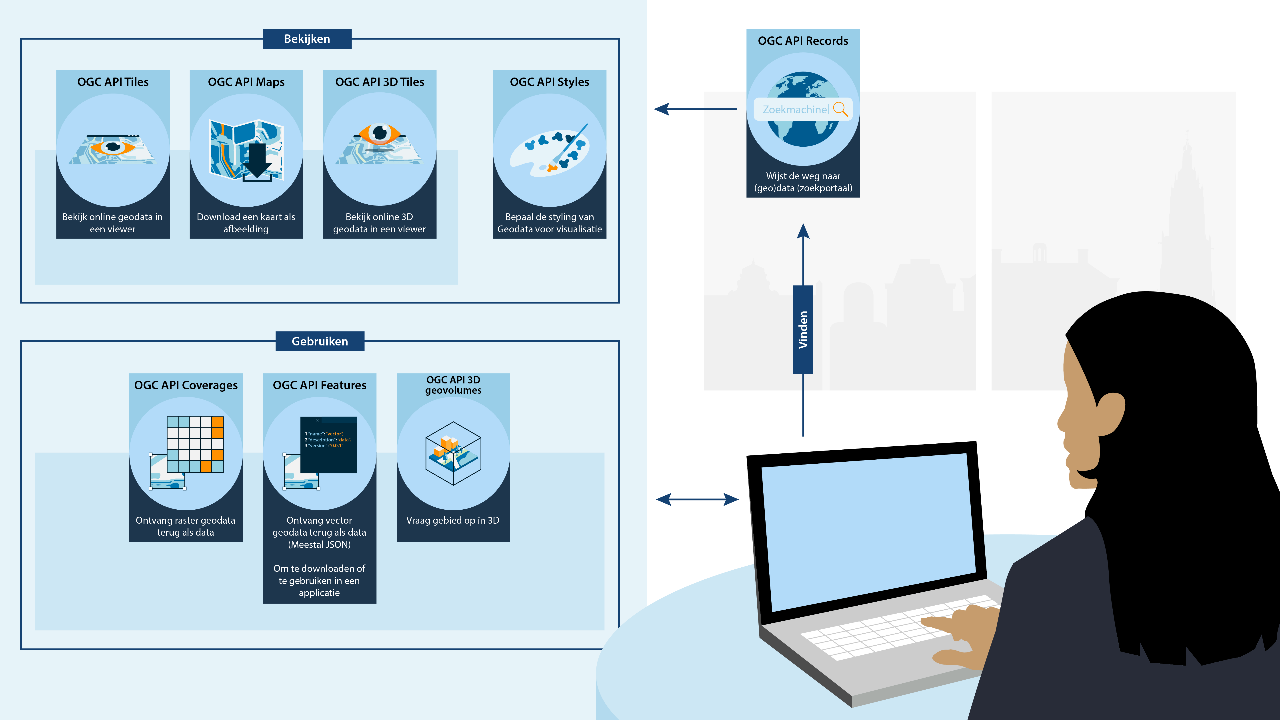 Bekijken
OGC API Tiles
Bekijk online geodata in
een viewer
OGC API Maps
Download een kaart als
afbeelding
OGC API 3D Tiles
Bekijk online 3D
geodata in een viewer
OGC API Styles
Bepaal de styling van
Geodata voor visualisatie
OGC API Records
Zoekmachine
Wijst de weg naar
(geo)data (zoekportaal)
Vinden
Gebruiken
OGC API Coverages
Ontvang raster geodata
terug als data
OGC API Features
Ontvang vector
geodata terug als data
(Meestal JSON)
Om te downloaden of
te gebruiken in een
applicatie
OGC API 3D
geovolumes
Vraag gebied op in 3D